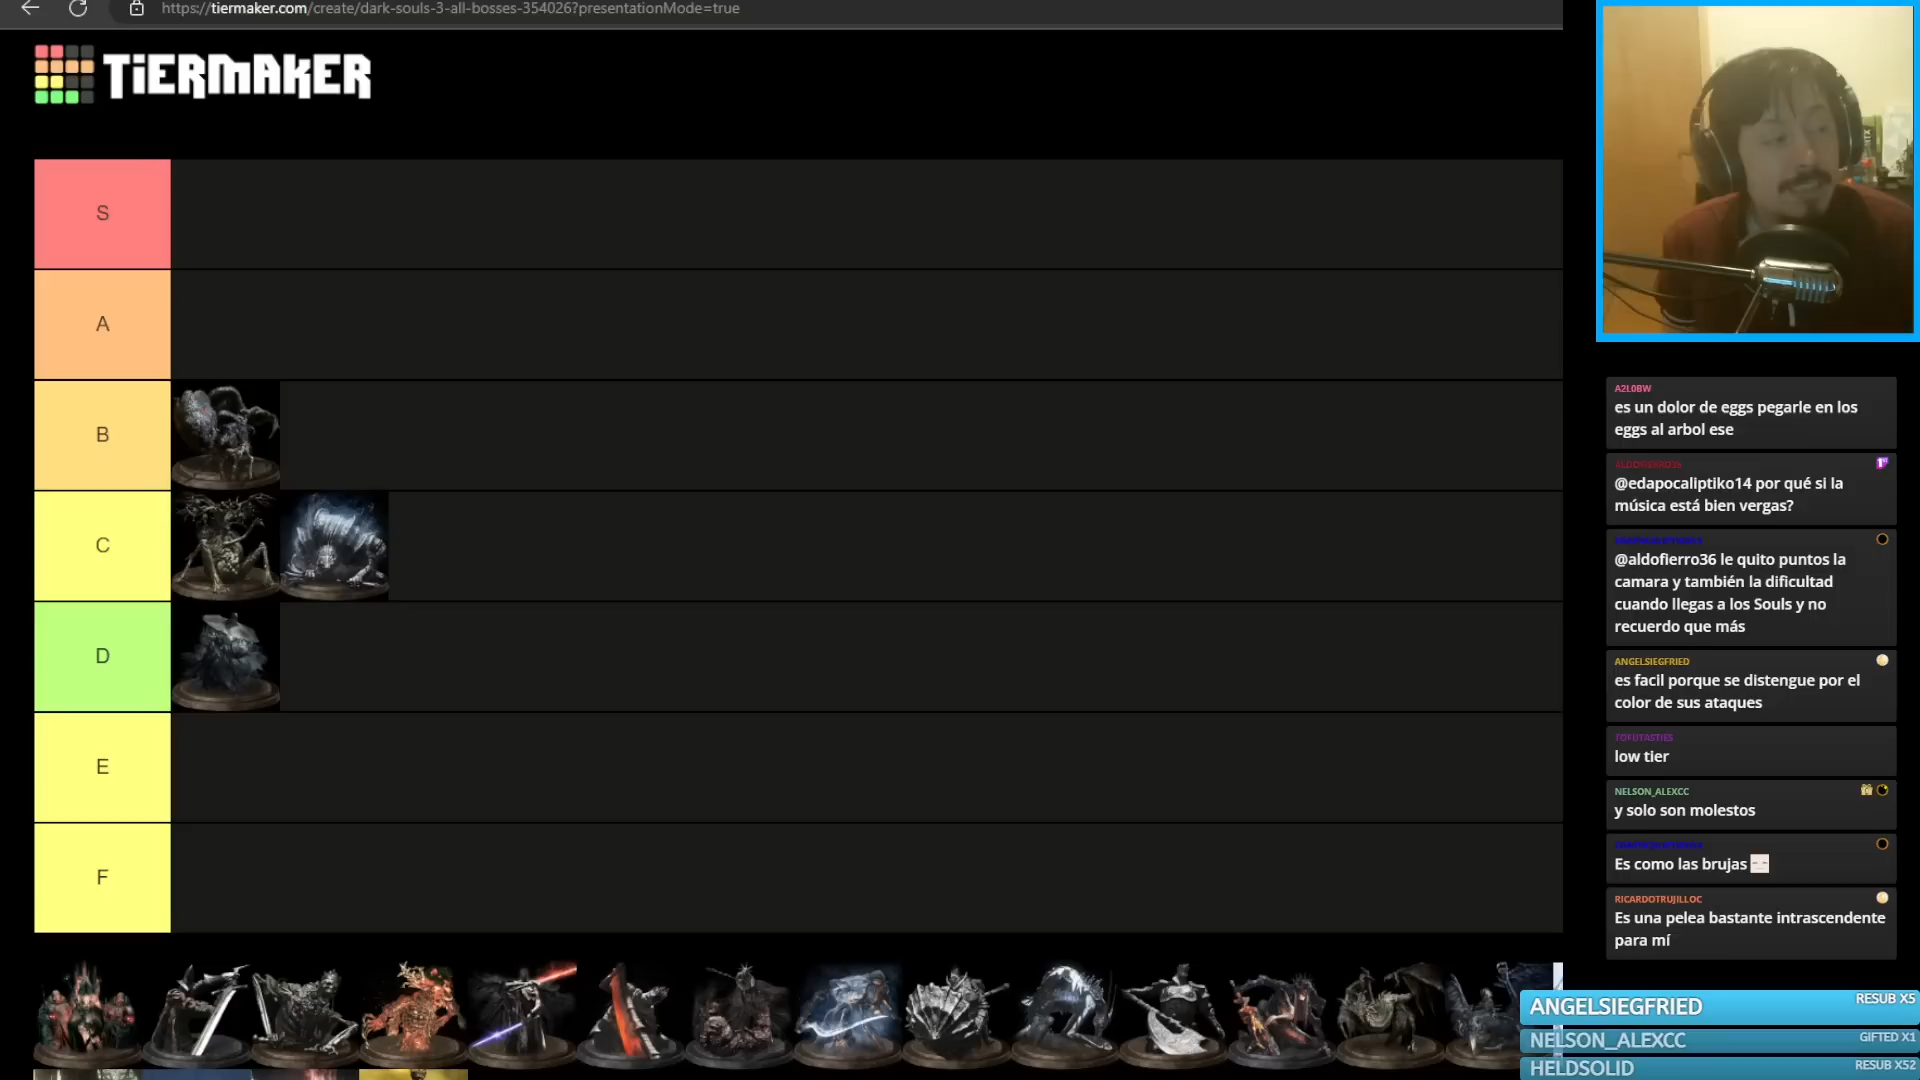 https://tiermaker.com/create/dark-souls-3-all-bosses-354026?presentationMode=true
TiERMAKER
S
A
B
C
D
E
F
A2L0BW
es un dolor de eggs pegarle en los
eggs al arbol ese
ALDOFIERRO36
@edapocaliptiko14 por qué si la
música está bien vergas?
@aldofierro36 le quito puntos la
camara y también la dificultad
cuando llegas a los Souls y no
recuerdo que más
ANGELSIEGFRIED
es facil porque se distengue por el
color de sus ataques
TOFUTASTIES
low tier
NELSON_ALEXCC
y solo son molestos
Es como las brujas
RICARDOTRUJILLOC
Es una pelea bastante intrascendente
para mí
ANGELSIEGFRIED RESUB X5
NELSON_ALEXCC GIFTED X1
HELDSOLID RESUB X52